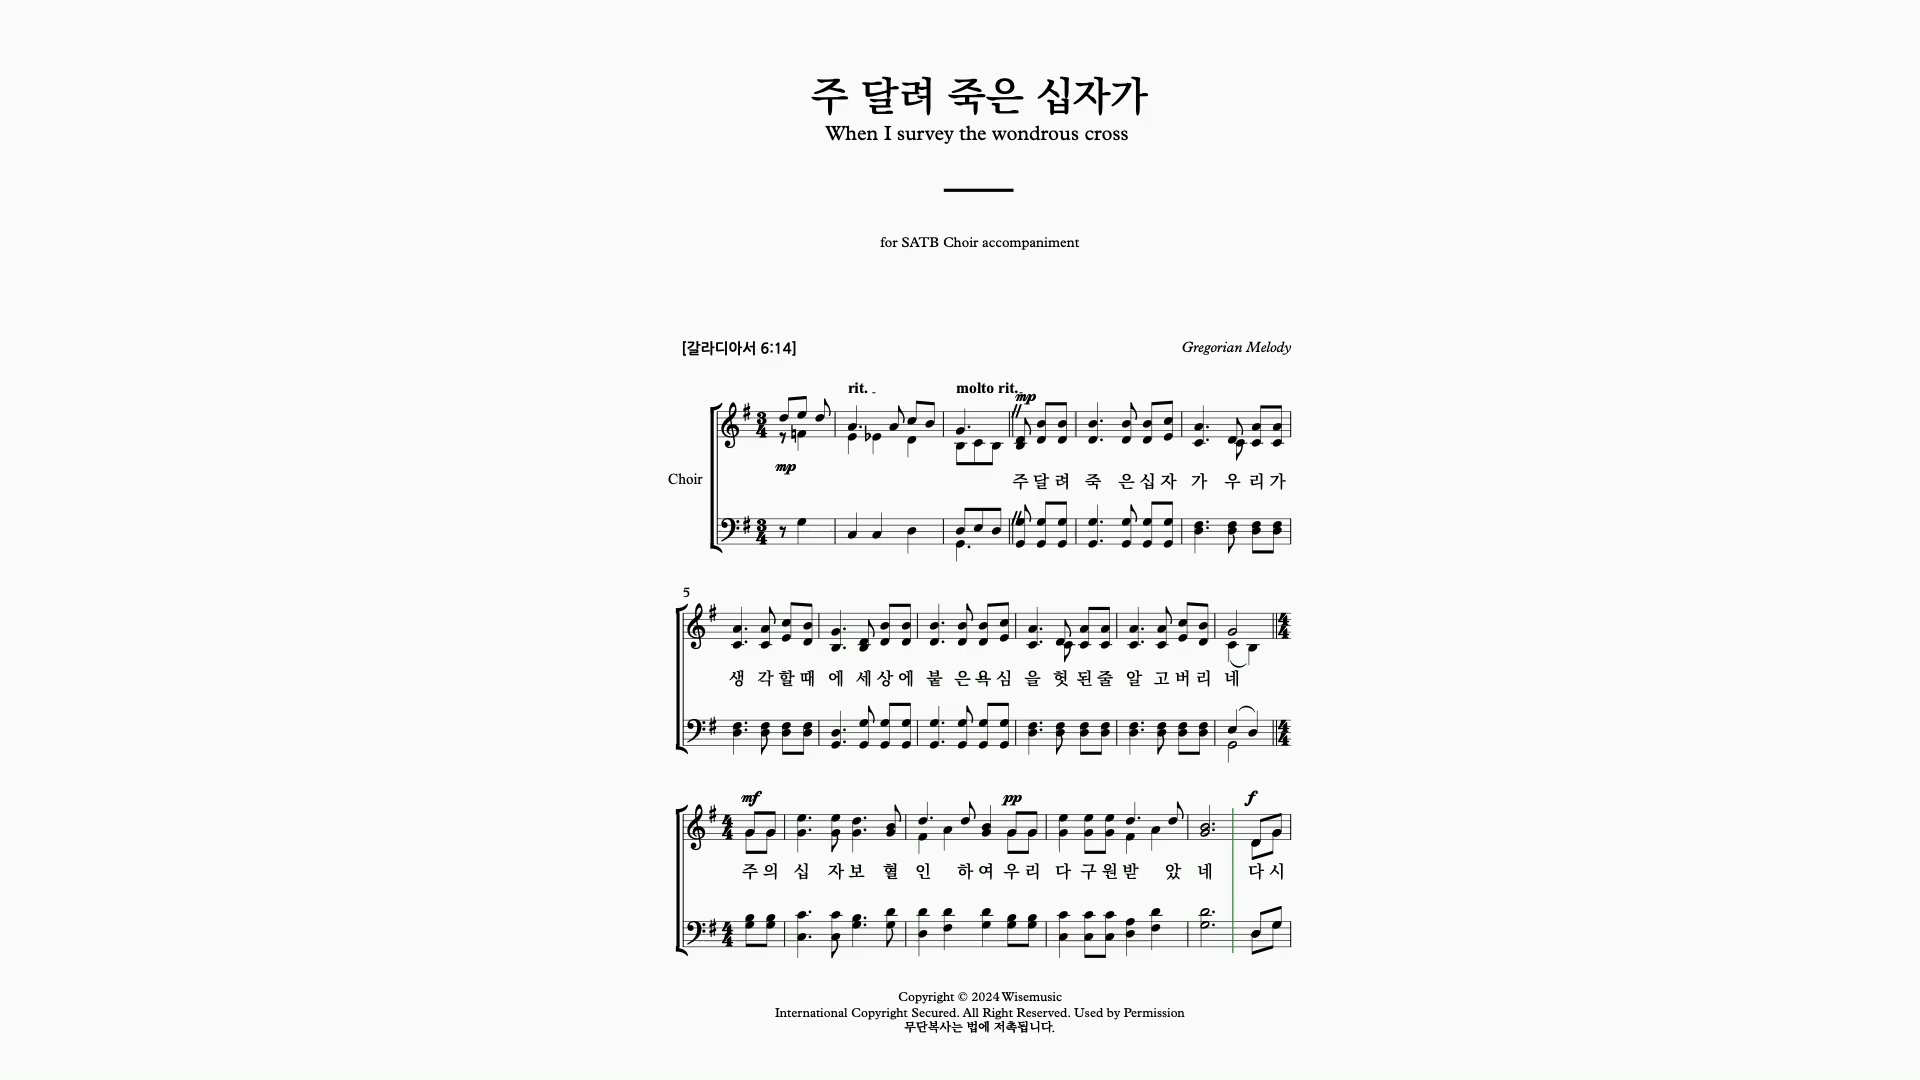 주 달려 죽은 십자가
When I survey the wondrous cross
for SATB Choir accompaniment
[갈라디아서 6:14]
Gregorian Melody
rit.
molto rit.
mp
mp
Choir
주 달 려 죽 은 십 자 가 우 리 가
5
생 각 할 때 에 세 상 에 붙 은 욕 심 을 헛 된 줄 알 고 버 리 네
mf pp f
주 의 십 자 보 혈 인 하 여 우 리 다 구 원 받 았 네 다 시
Copyright © 2024 Wisemusic
International Copyright Secured. All Right Reserved. Used by Permission
무단복사는 법에 저촉됩니다.